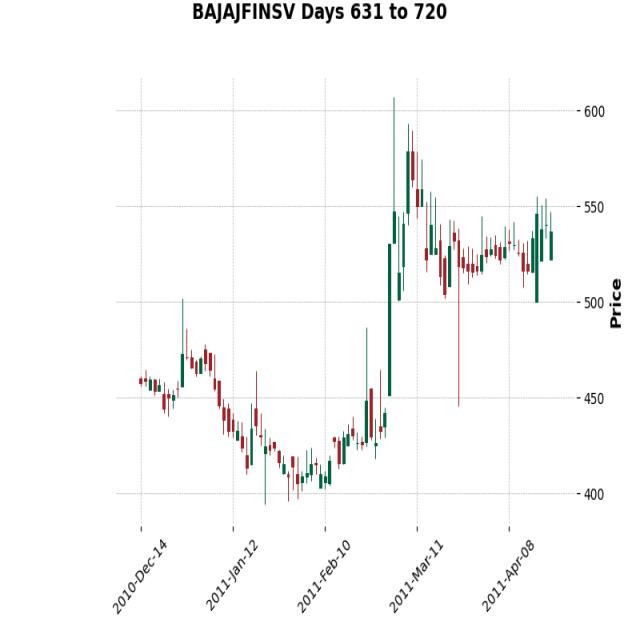 BAJAJFINSV Days 631 to 720
600
550
500
450
400
Price
2010-Dec-14
2011-Jan-12
2011-Feb-10
2011-Mar-11
2011-Apr-08